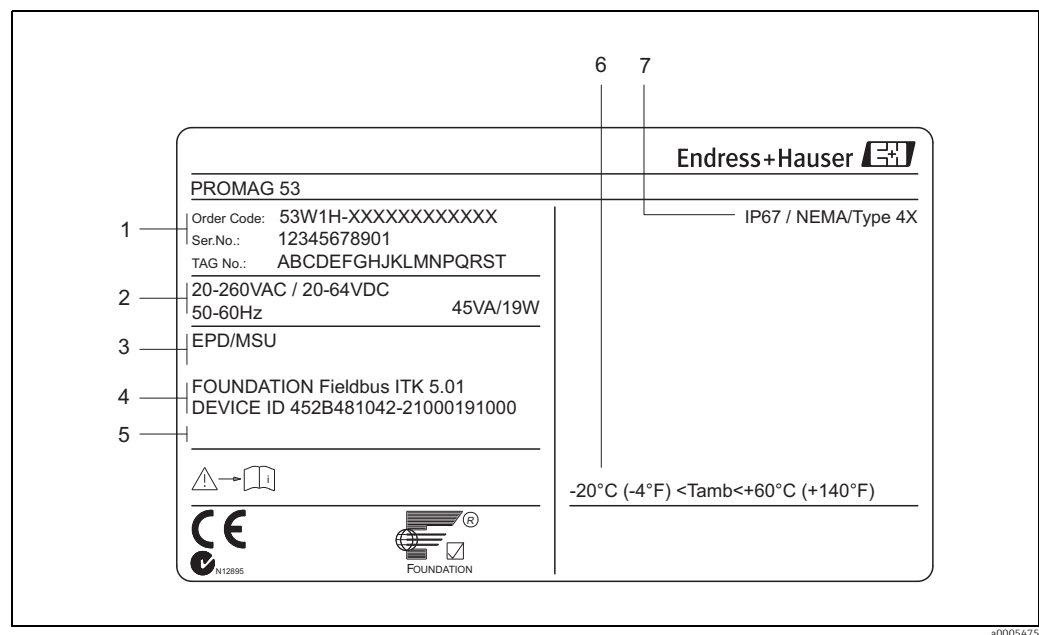 6 7
Endress+Hauser
PROMAG 53
1
Order Code: 53W1H-XXXXXXXXXXXX
Ser.No.: 12345678901
TAG No.: ABCDEFGHJKLMNPQRST
IP67 / NEMA/Type 4X
2
20-260VAC / 20-64VDC
50-60Hz 45VA/19W
3
EPD/MSU
4
FOUNDATION Fieldbus ITK 5.01
DEVICE ID 452B481042-21000191000
5
i
-20°C (-4°F) <Tamb<+60°C (+140°F)
CE
N12895
®
FOUNDATION
a0005475